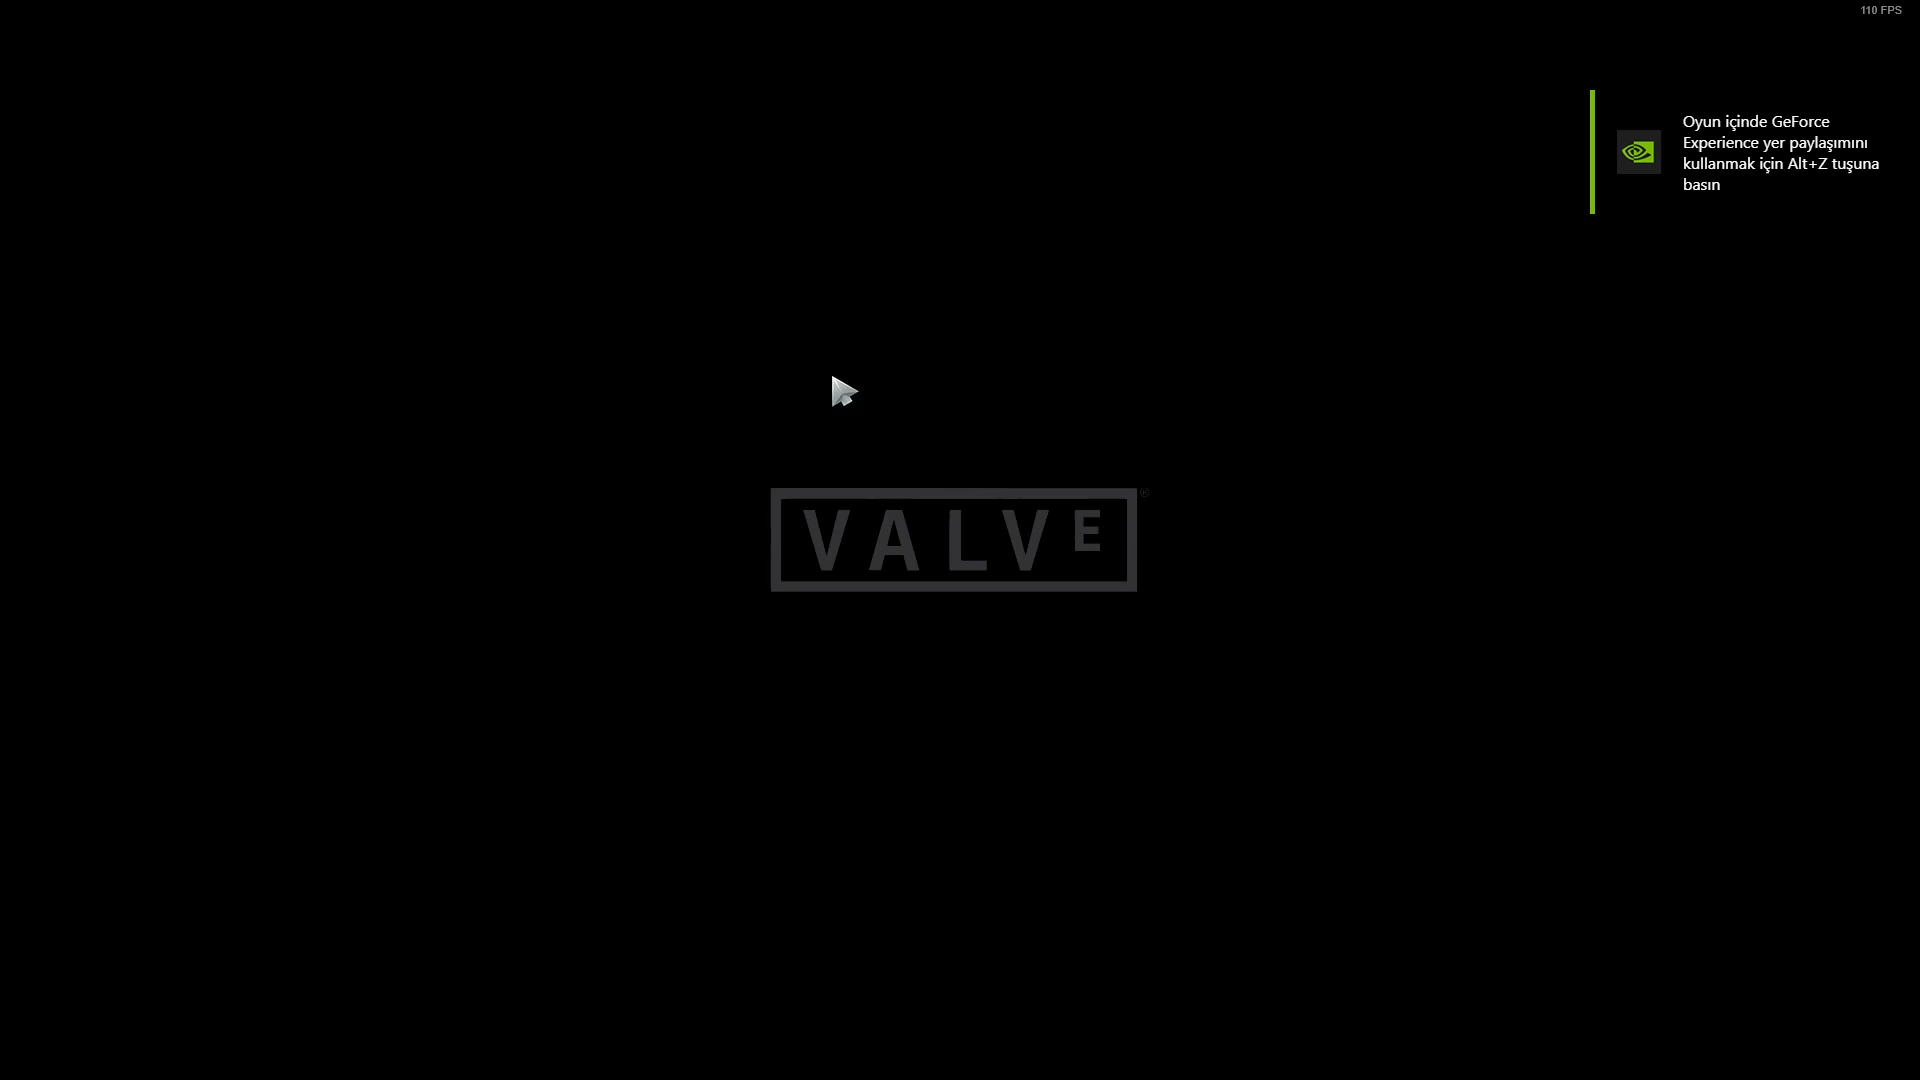 110 FPS
Oyun içinde GeForce
Experience yer paylaşımını
kullanmak için Alt+Z tuşuna
basın
VALVE